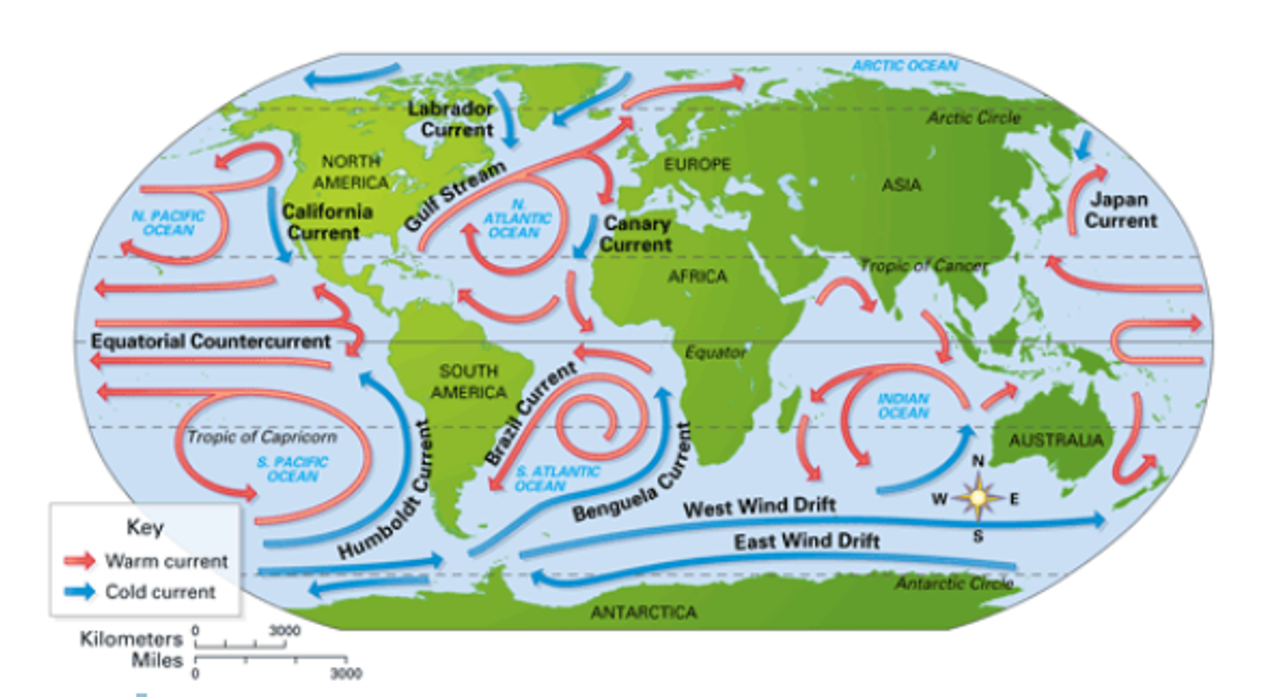 ARCTIC OCEAN
Labrador
Current
Arctic Circle
NORTH
AMERICA
EUROPE
ASIA
Gulf Stream
N. PACIFIC
OCEAN
California
Current
N.
ATLANTIC
OCEAN
Canary
Current
Japan
Current
AFRICA
Tropic of Cancer
Equatorial Countercurrent
Equator
SOUTH
AMERICA
Brazil Current
INDIAN
OCEAN
Tropic of Capricorn
S. PACIFIC
OCEAN
Humboldt Current
S. ATLANTIC
OCEAN
Benguela Current
AUSTRALIA
N
W
E
S
West Wind Drift
East Wind Drift
Antarctic Circle
ANTARCTICA
Key
Warm current
Cold current
Kilometers
0
3000
Miles
0
3000